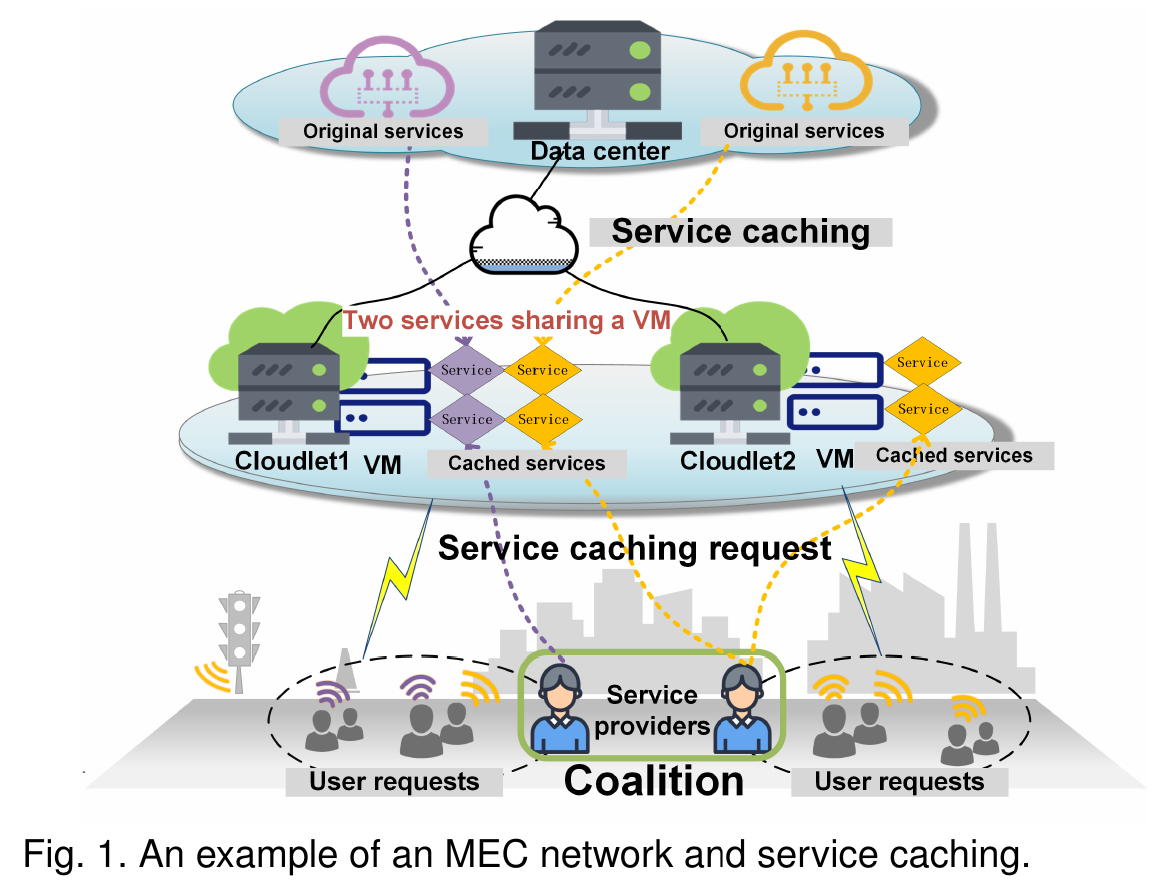 Original services
Original services
Data center
Service caching
Two services sharing a VM
Service
Service
Service
Service
Service
Service
Cloudlet1
VM
Cached services
Cloudlet2
VM
Cached services
Service caching request
Service
providers
User requests
Coalition
User requests
Fig. 1. An example of an MEC network and service caching.